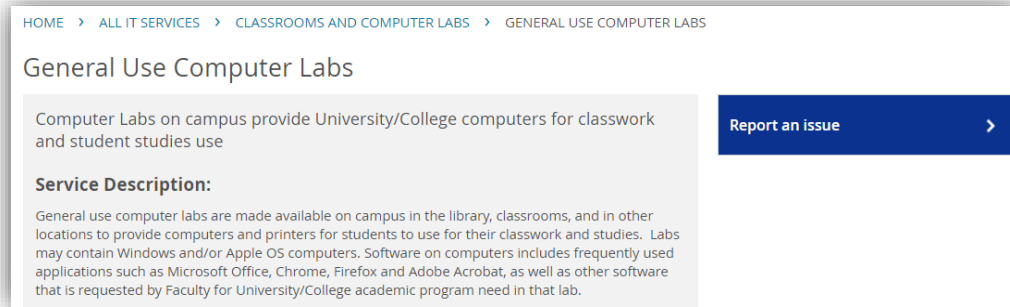 HOME > ALL IT SERVICES > CLASSROOMS AND COMPUTER LABS > GENERAL USE COMPUTER LABS
General Use Computer Labs
Computer Labs on campus provide University/College computers for classwork
and student studies use
Report an issue >
Service Description:
General use computer labs are made available on campus in the library, classrooms, and in other
locations to provide computers and printers for students to use for their classwork and studies.  Labs
may contain Windows and/or Apple OS computers. Software on computers includes frequently used
applications such as Microsoft Office, Chrome, Firefox and Adobe Acrobat, as well as other software
that is requested by Faculty for University/College academic program need in that lab.